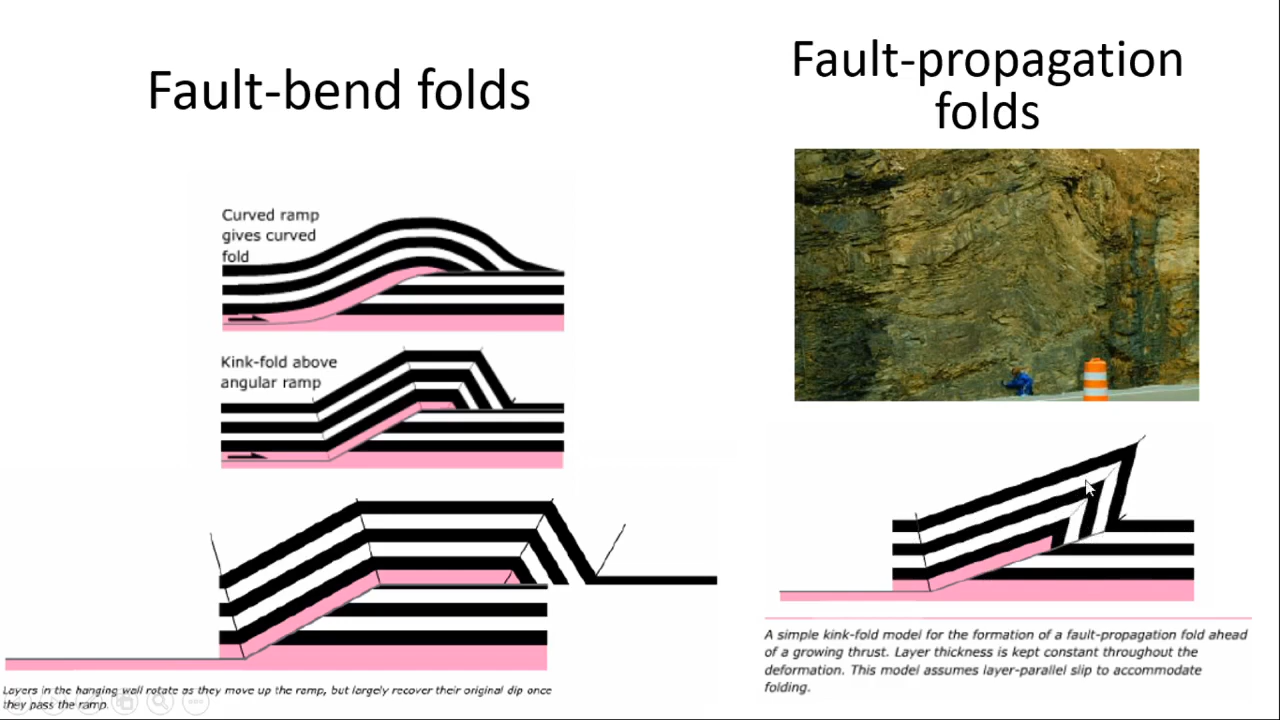 Fault-bend folds
Curved ramp
gives curved
fold
Kink-fold above
angular ramp
Layers in the hanging wall rotate as they move up the ramp, but largely recover their original dip once
they pass the ramp.
Fault-propagation
folds
A simple kink-fold model for the formation of a fault-propagation fold ahead
of a growing thrust. Layer thickness is kept constant throughout the
deformation. This model assumes layer-parallel slip to accommodate
folding.